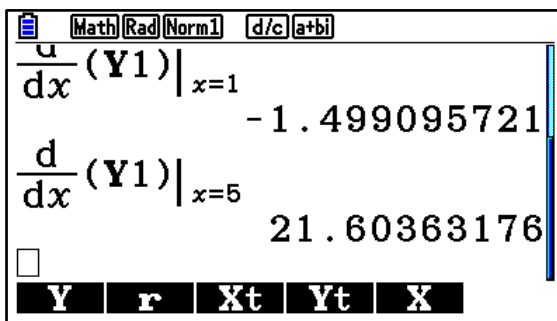 Math Rad Norm1 d/c a+bi
d/dx (Y1)|x=1
-1.499095721
d/dx (Y1)|x=5
21.60363176
Y r Xt Yt X